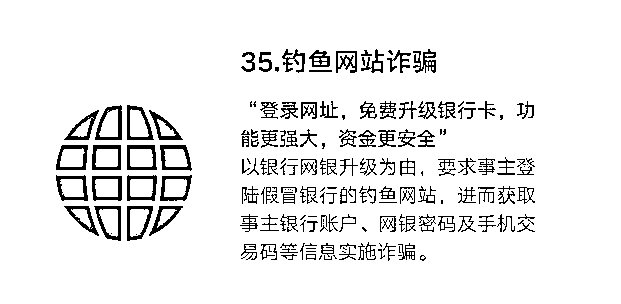 35.钓鱼网站诈骗
“登录网址，免费升级银行卡，功
能更强大，资金更安全”
以银行网银升级为由，要求事主登
陆假冒银行的钓鱼网站，进而获取
事主银行账户、网银密码及手机交
易码等信息实施诈骗。